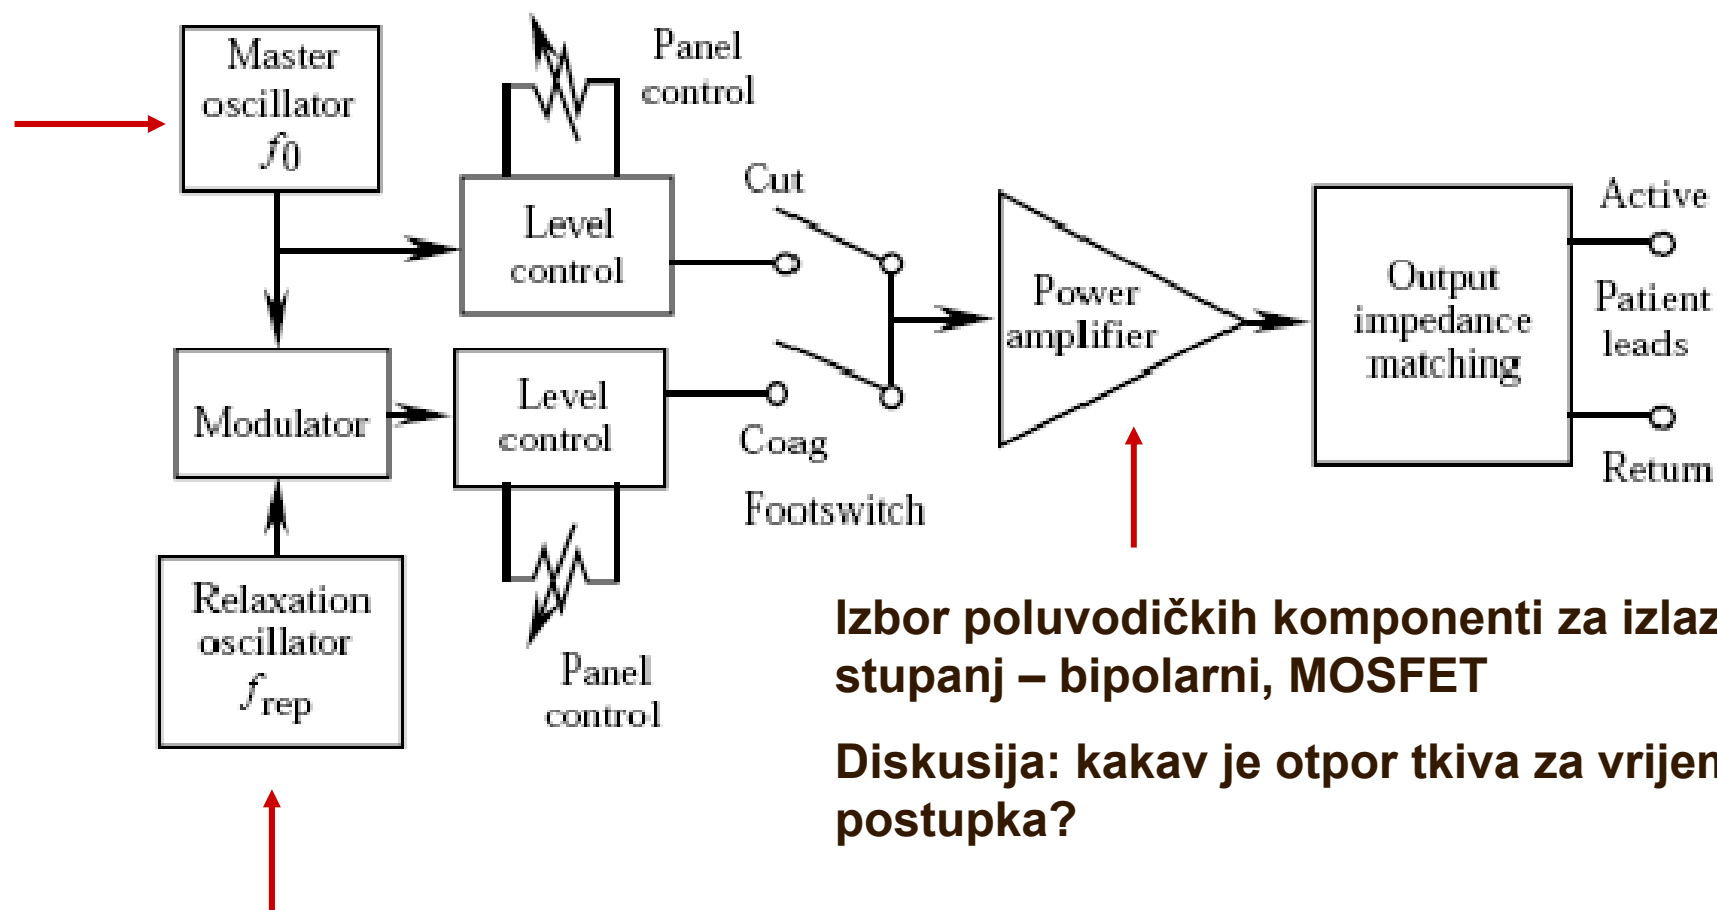 Master
oscillator
f0
Panel
control
Level
control
Cut
Power
amplifier
Output
impedance
matching
Active
Patient
leads
Return
Modulator
Level
control
Coag
Footswitch
Relaxation
oscillator
frep
Panel
control
Izbor poluvodičkih komponenti za izlaz
stupanj – bipolarni, MOSFET
Diskusija: kakav je otpor tkiva za vrijem
postupka?